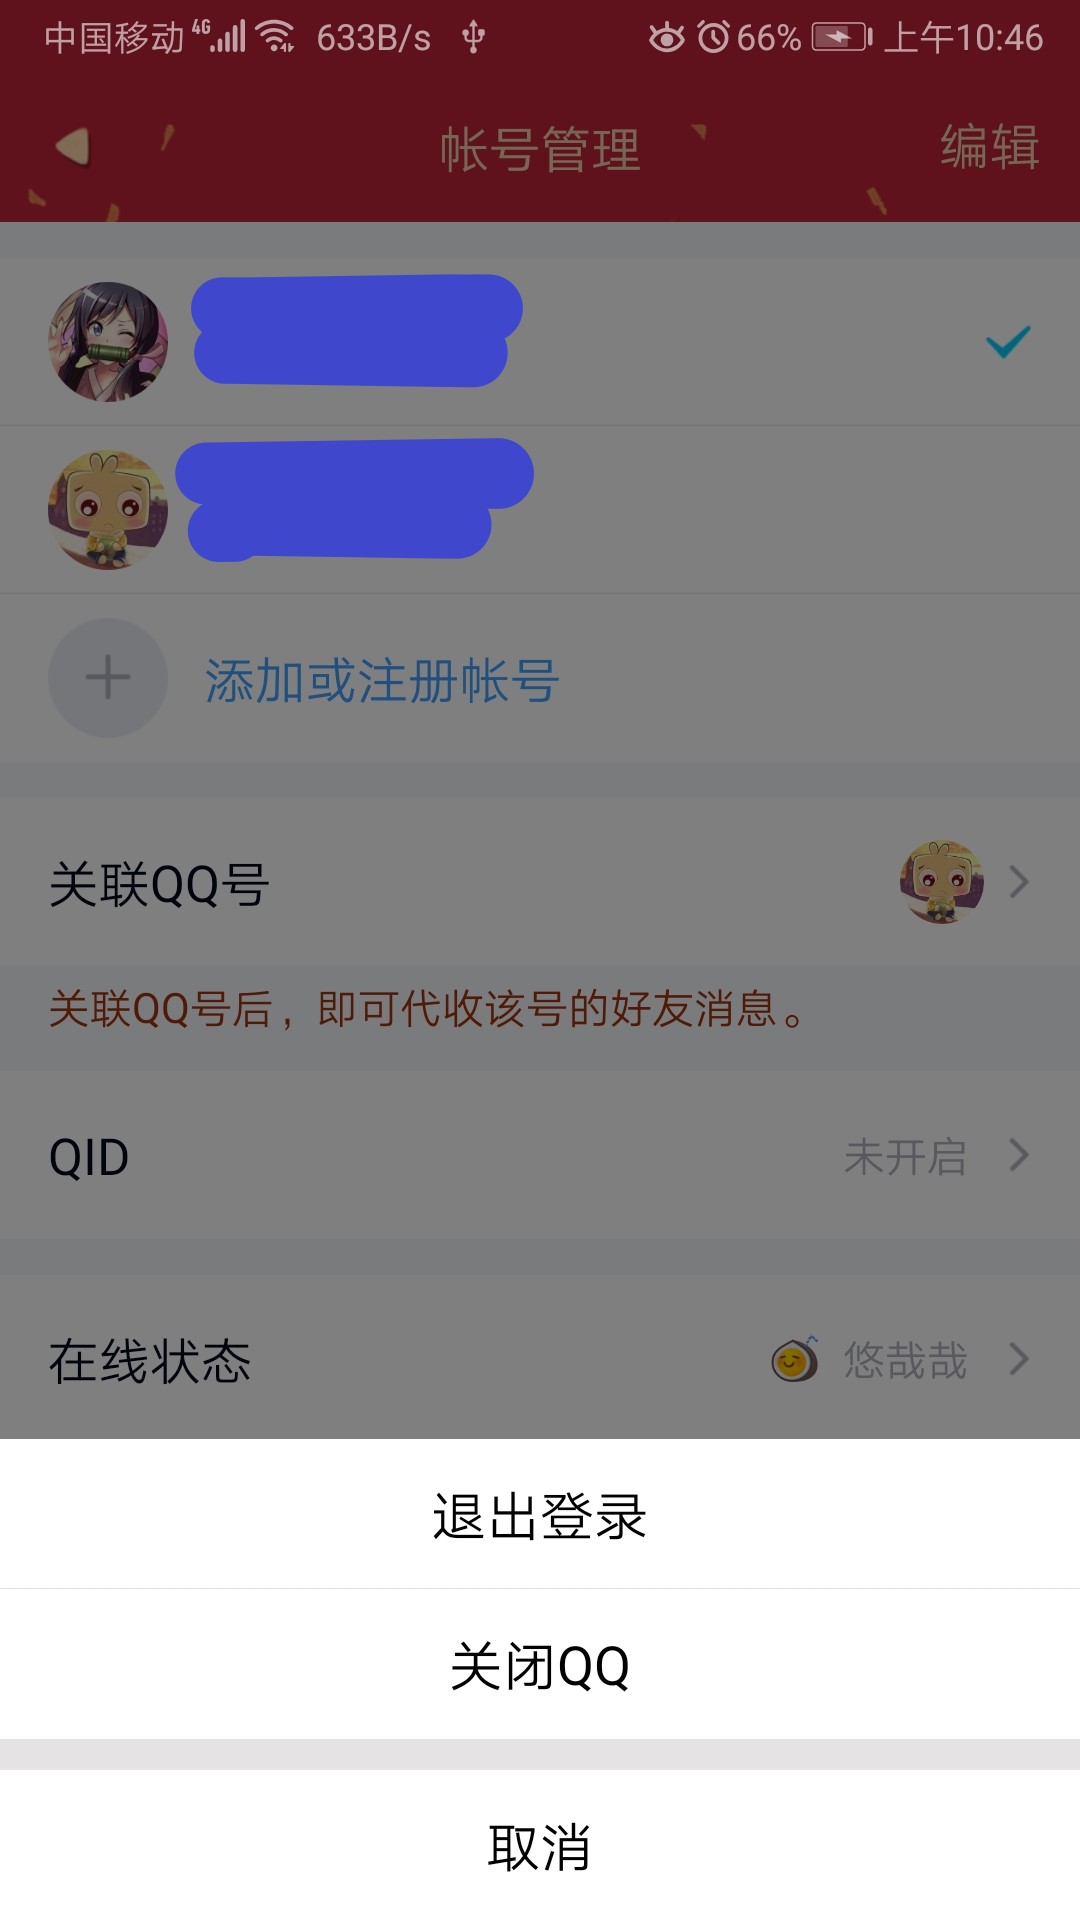 中国移动 4G 633B/s 66% 上午10:46
帐号管理 编辑
添加或注册帐号
关联QQ号
关联QQ号后，即可代收该号的好友消息。
QID 未开启
在线状态 悠哉哉
退出登录
关闭QQ
取消